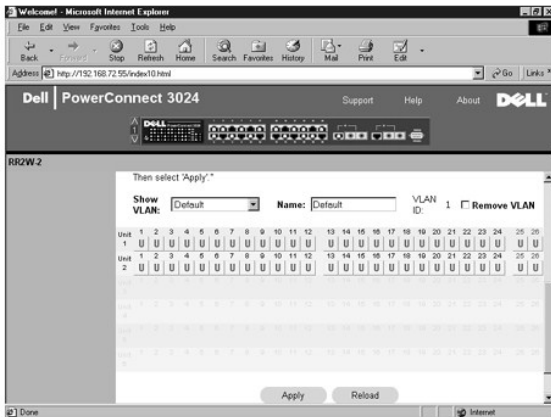 Welcome! - Microsoft Internet Explorer
File Edit View Favorites Tools Help
Back Forward Stop Refresh Home Search Favorites History Mail Print Edit
Address http://192.168.72.55/index10.html Go Links
Dell PowerConnect 3024 Support Help About DELL
DELL
RR2W-2
Then select 'Apply'."
Show VLAN: Default Name: Default VLAN ID: 1 Remove VLAN
Unit 1 2 3 4 5 6 7 8 9 10 11 12 13 14 15 16 17 18 19 20 21 22 23 24 25 26
1 U U U U U U U U U U U U U U U U U U U U U U U U U U
Unit 1 2 3 4 5 6 7 8 9 10 11 12 13 14 15 16 17 18 19 20 21 22 23 24 25 26
2 U U U U U U U U U U U U U U U U U U U U U U U U U U
Apply Reload
Done Internet